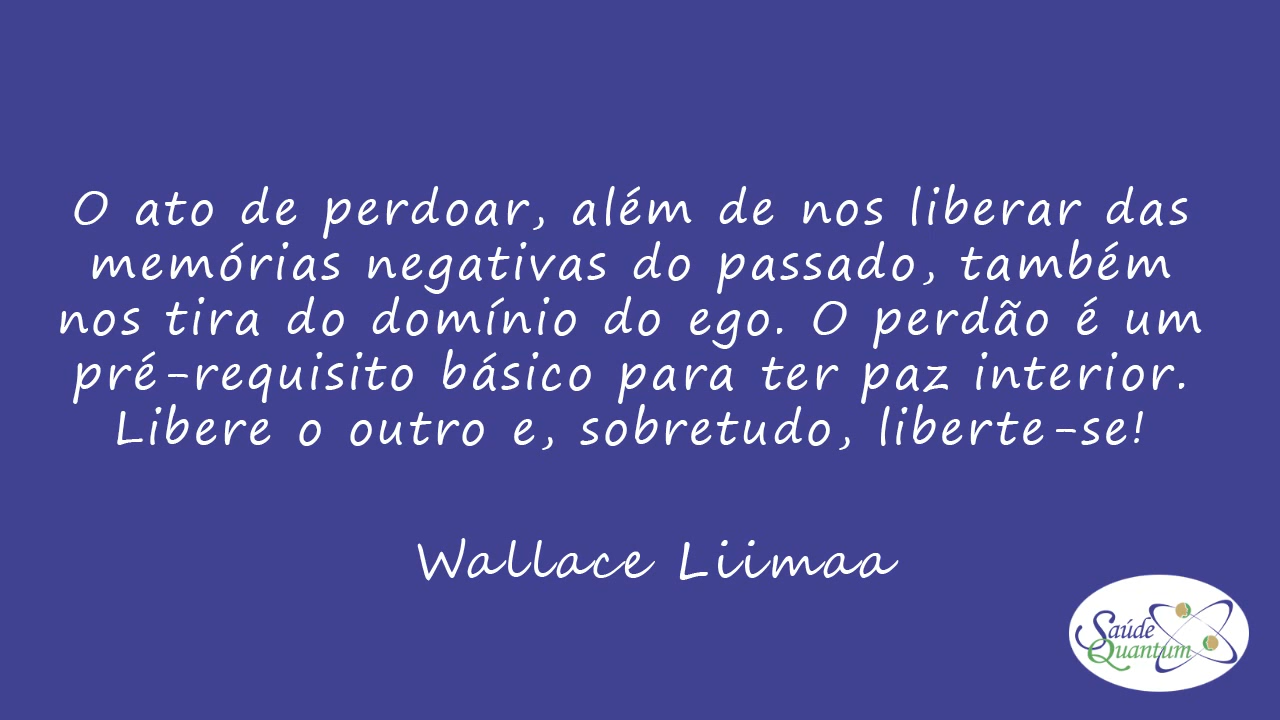 O ato de perdoar, além de nos liberar das
memórias negativas do passado, também
nos tira do domínio do ego. O perdão é um
pré-requisito básico para ter paz interior.
Libere o outro e, sobretudo, liberte-se!
Wallace Liimaa
Saúde
Quantum